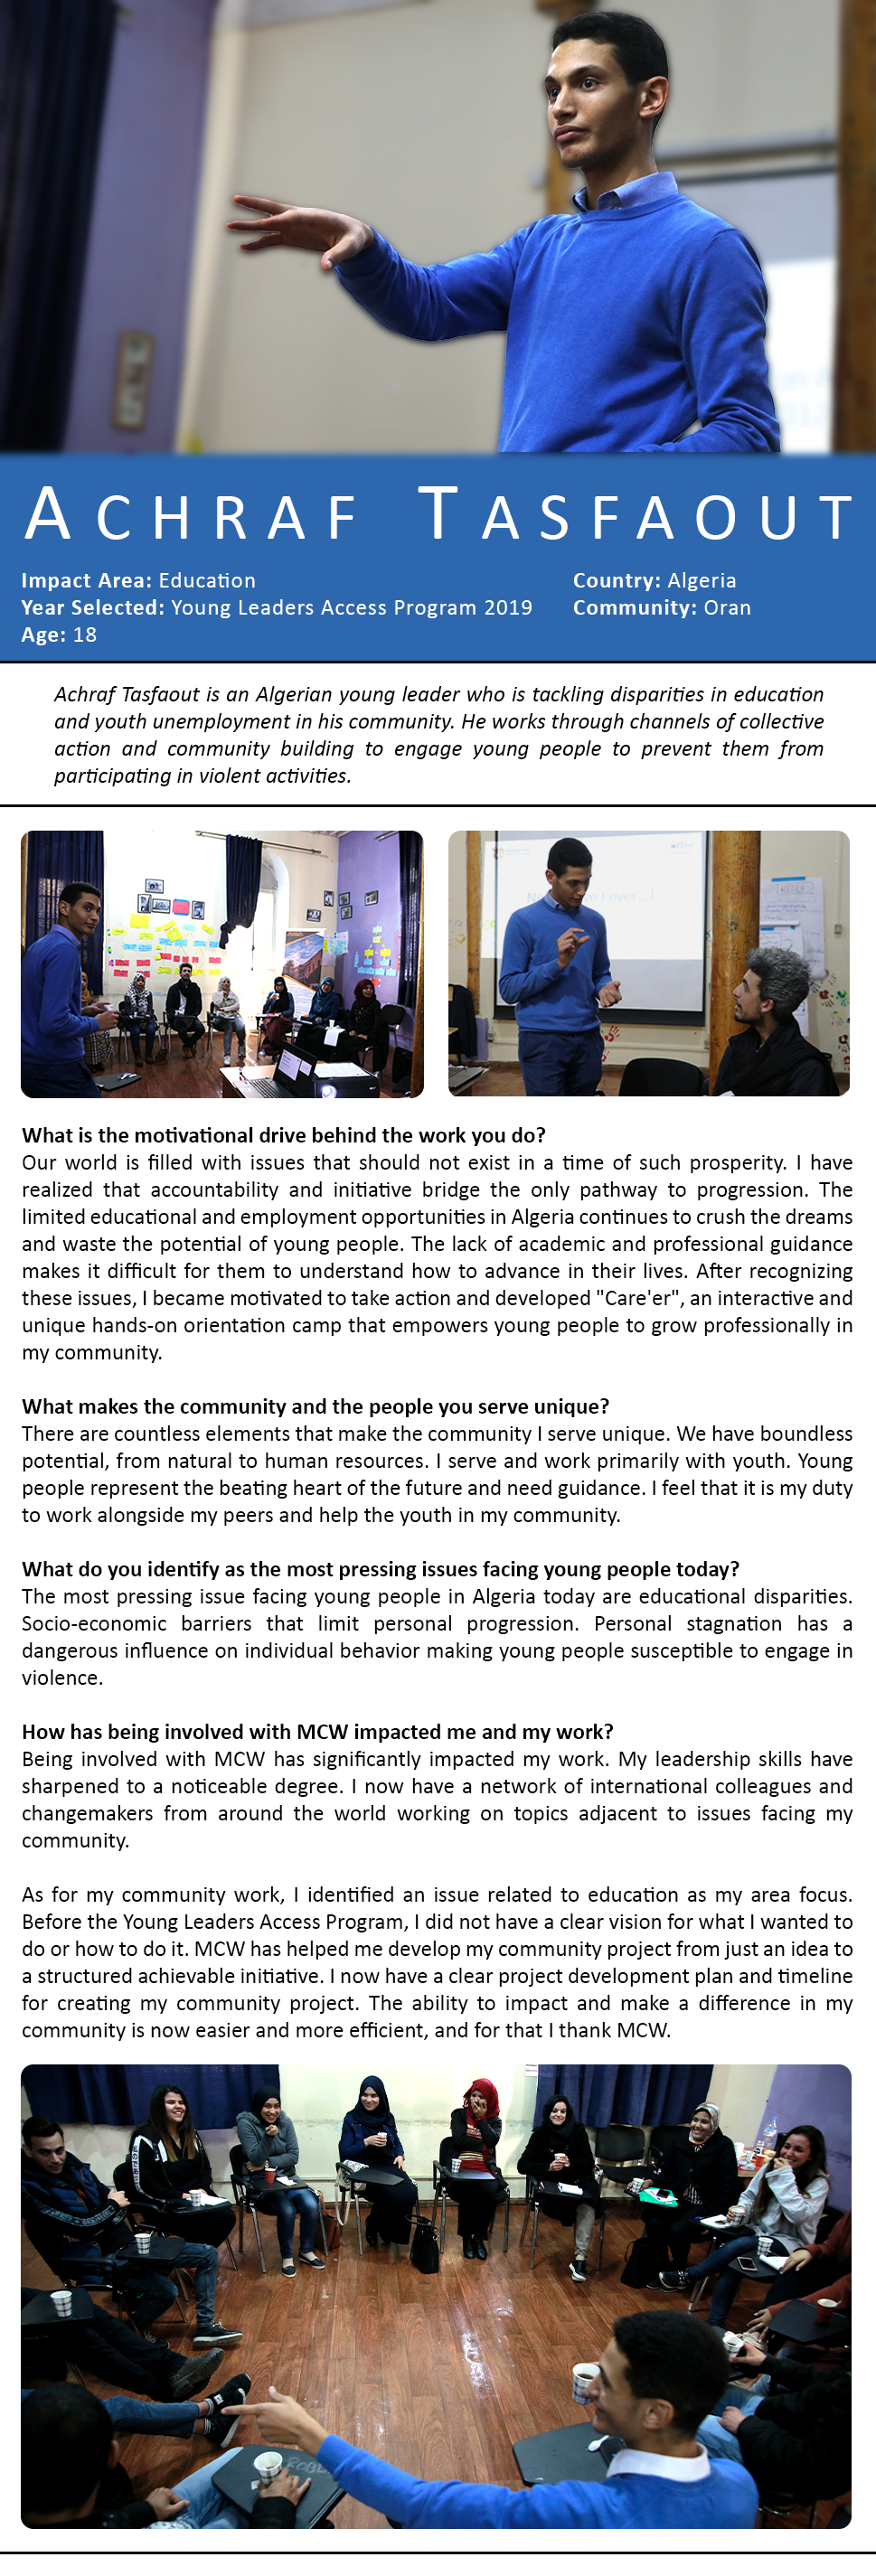 ACHRAF TASFAOUT
Impact Area: Education
Year Selected: Young Leaders Access Program 2019
Age: 18
Country: Algeria
Community: Oran
Achraf Tasfaout is an Algerian young leader who is tackling disparities in education
and youth unemployment in his community. He works through channels of collective
action and community building to engage young people to prevent them from
participating in violent activities.
What is the motivational drive behind the work you do?
Our world is filled with issues that should not exist in a time of such prosperity. I have
realized that accountability and initiative bridge the only pathway to progression. The
limited educational and employment opportunities in Algeria continues to crush the dreams
and waste the potential of young people. The lack of academic and professional guidance
makes it difficult for them to understand how to advance in their lives. After recognizing
these issues, I became motivated to take action and developed "Care'er", an interactive and
unique hands-on orientation camp that empowers young people to grow professionally in
my community.
What makes the community and the people you serve unique?
There are countless elements that make the community I serve unique. We have boundless
potential, from natural to human resources. I serve and work primarily with youth. Young
people represent the beating heart of the future and need guidance. I feel that it is my duty
to work alongside my peers and help the youth in my community.
What do you identify as the most pressing issues facing young people today?
The most pressing issue facing young people in Algeria today are educational disparities.
Socio-economic barriers that limit personal progression. Personal stagnation has a
dangerous influence on individual behavior making young people susceptible to engage in
violence.
How has being involved with MCW impacted me and my work?
Being involved with MCW has significantly impacted my work. My leadership skills have
sharpened to a noticeable degree. I now have a network of international colleagues and
changemakers from around the world working on topics adjacent to issues facing my
community.
As for my community work, I identified an issue related to education as my area focus.
Before the Young Leaders Access Program, I did not have a clear vision for what I wanted to
do or how to do it. MCW has helped me develop my community project from just an idea to
a structured achievable initiative. I now have a clear project development plan and timeline
for creating my community project. The ability to impact and make a difference in my
community is now easier and more efficient, and for that I thank MCW.